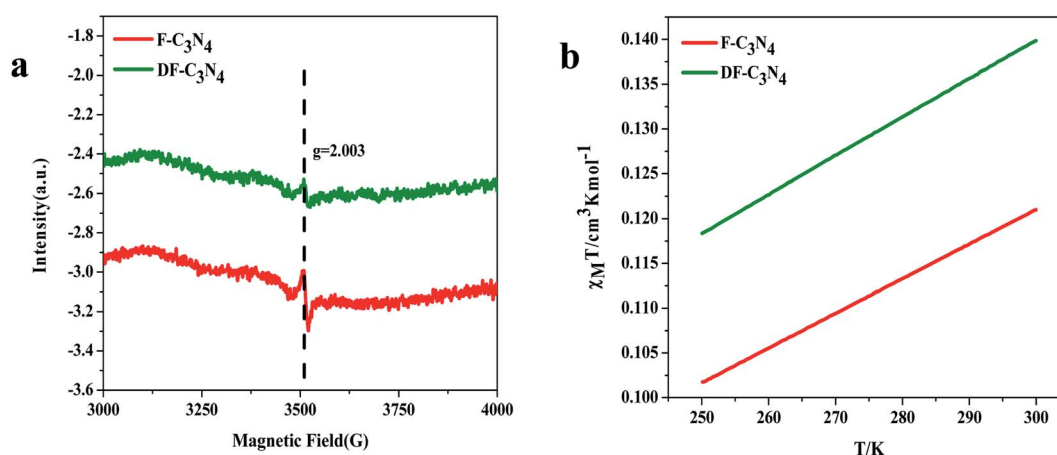 a
F-C3N4
DF-C3N4
g=2.003
-1.8
-2.0
-2.2
-2.4
-2.6
-2.8
-3.0
-3.2
-3.4
-3.6
Intensity(a.u.)
3000 3250 3500 3750 4000
Magnetic Field(G)
b
F-C3N4
DF-C3N4
0.140
0.135
0.130
0.125
0.120
0.115
0.110
0.105
0.100
χMT/cm3Kmol-1
250 260 270 280 290 300
T/K